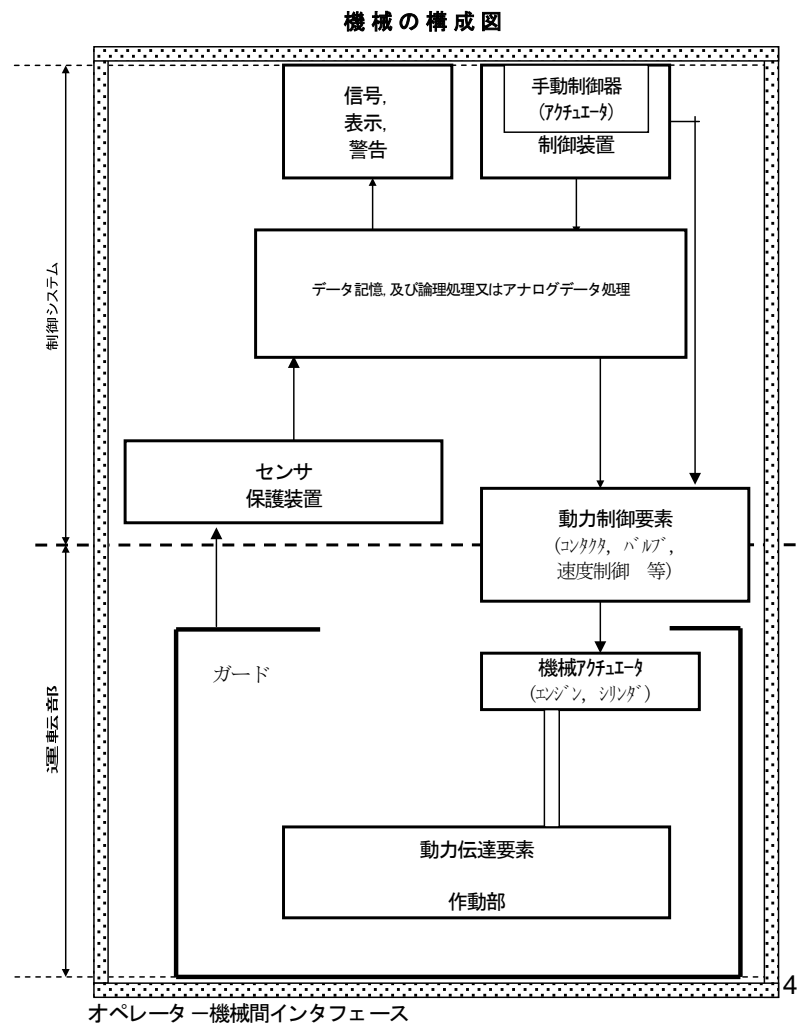 機械の構成図
信号,
表示,
警告
手動制御器
(アクチュエータ)
制御装置
データ記憶,及び論理処理又はアナログデータ処理
制御システム
センサ
保護装置
動力制御要素
(コンタクタ, バルブ,
速度制御 等)
ガード
機械アクチュエータ
(エンジン, シリンダ)
運転部
動力伝達要素
作動部
4
オペレーター機械間インタフェース